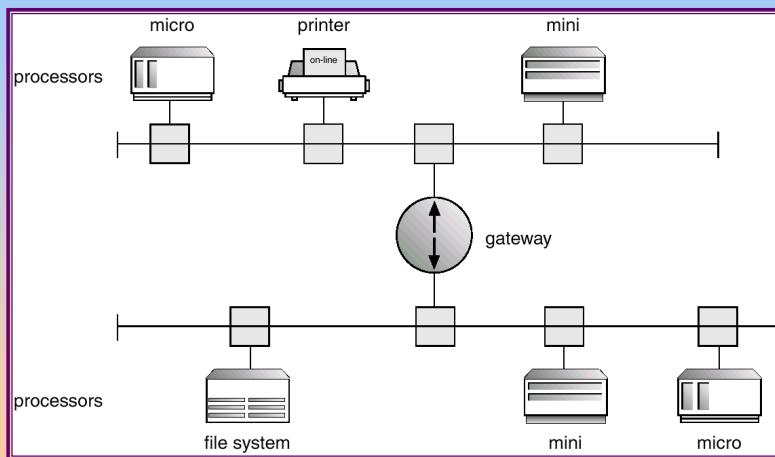 micro
printer
mini
on-line
processors
gateway
processors
file system
mini
micro